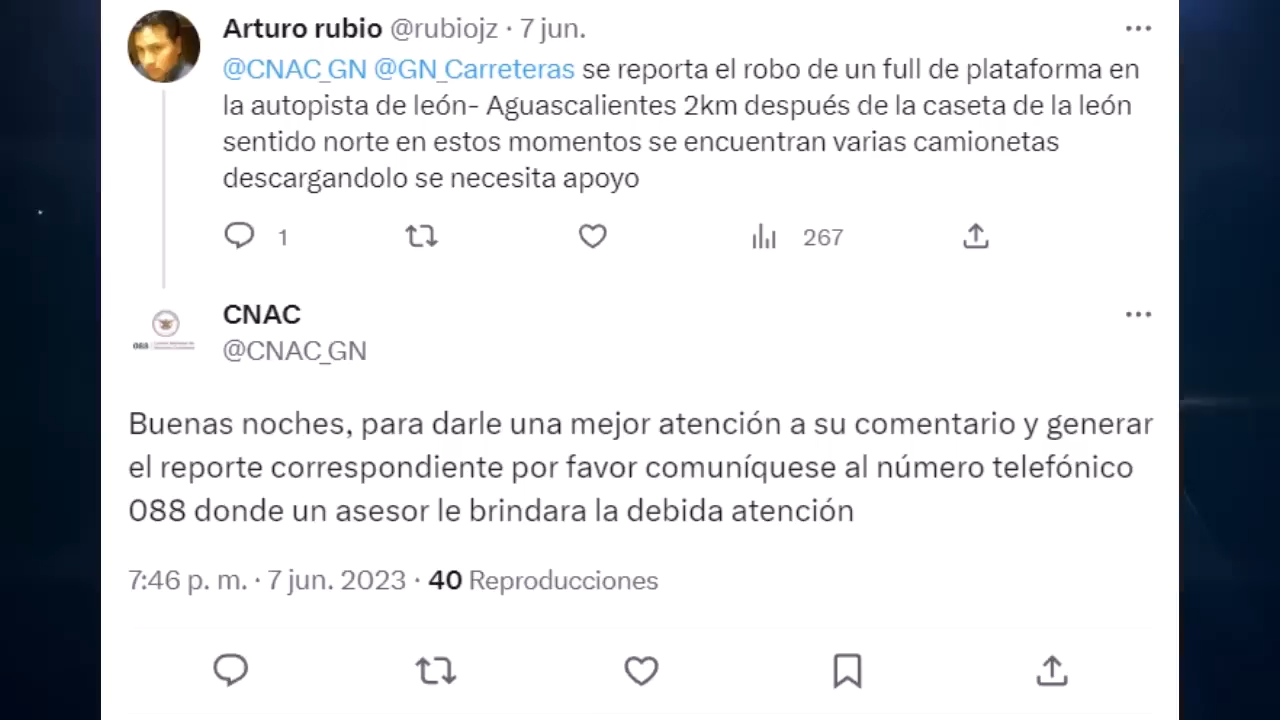 Arturo rubio @rubiojz · 7 jun.
@CNAC_GN @GN_Carreteras se reporta el robo de un full de plataforma en
la autopista de león- Aguascalientes 2km después de la caseta de la león
sentido norte en estos momentos se encuentran varias camionetas
descargandolo se necesita apoyo
1 267
CNAC
@CNAC_GN
088
Buenas noches, para darle una mejor atención a su comentario y generar
el reporte correspondiente por favor comuníquese al número telefónico
088 donde un asesor le brindara la debida atención
7:46 p. m. · 7 jun. 2023 · 40 Reproducciones